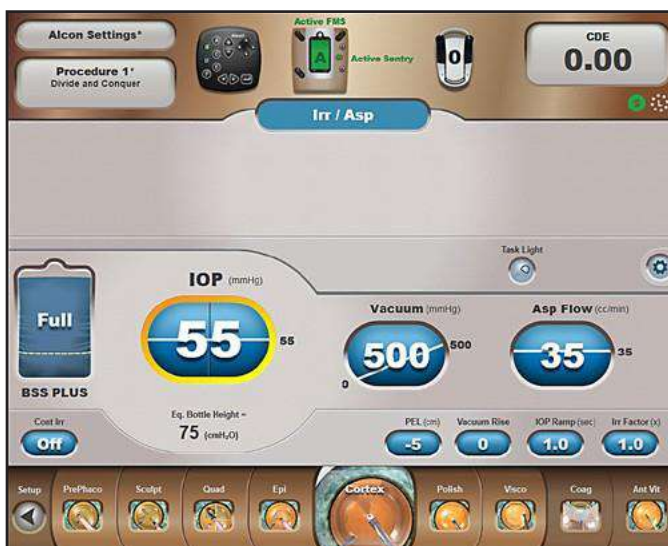 Alcon Settings*
Procedure 1*
Divide and Conquer
Active FMS
A
Active Sentry
0
CDE
0.00
Irr / Asp
Task Light
Full
BSS PLUS
IOP (mmHg)
55
55
Eq. Bottle Height =
75 (cmH₂O)
Vacuum (mmHg)
500
500
0
Asp Flow (cc/min)
35
35
Cont Irr
Off
PEL (cm)
-5
Vacuum Rise
0
IOP Ramp (sec)
1.0
Irr Factor (x)
1.0
Setup
PrePhaco
Sculpt
Quad
Epi
Cortex
Polish
Visco
Coag
Ant Vit